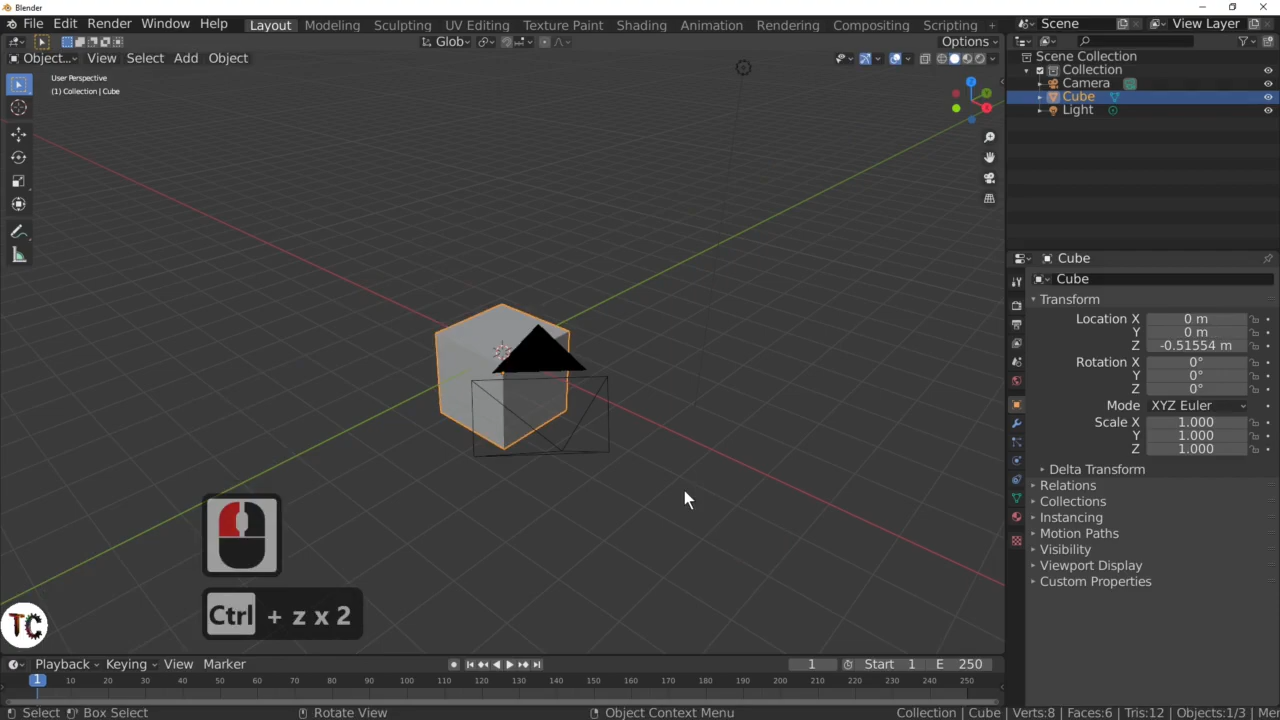 Blender
File Edit Render Window Help Layout Modeling Sculpting UV Editing Texture Paint Shading Animation Rendering Compositing Scripting + Scene View Layer
Glob Options
Object... View Select Add Object
User Perspective
(1) Collection | Cube
Scene Collection
Collection
Camera
Cube
Light
Z
Y
X
Cube
Cube
Transform
Location X 0 m
Y 0 m
Z -0.51554 m
Rotation X 0°
Y 0°
Z 0°
Mode XYZ Euler
Scale X 1.000
Y 1.000
Z 1.000
Delta Transform
Relations
Collections
Instancing
Motion Paths
Visibility
Viewport Display
Custom Properties
Ctrl + z x 2
TC
Playback Keying View Marker 1 Start 1 E 250
1 10 20 30 40 50 60 70 80 90 100 110 120 130 140 150 160 170 180 190 200 210 220 230 240 250
Select Box Select Rotate View Object Context Menu Collection | Cube | Verts:8 | Faces:6 | Tris:12 | Objects:1/3 | Mer